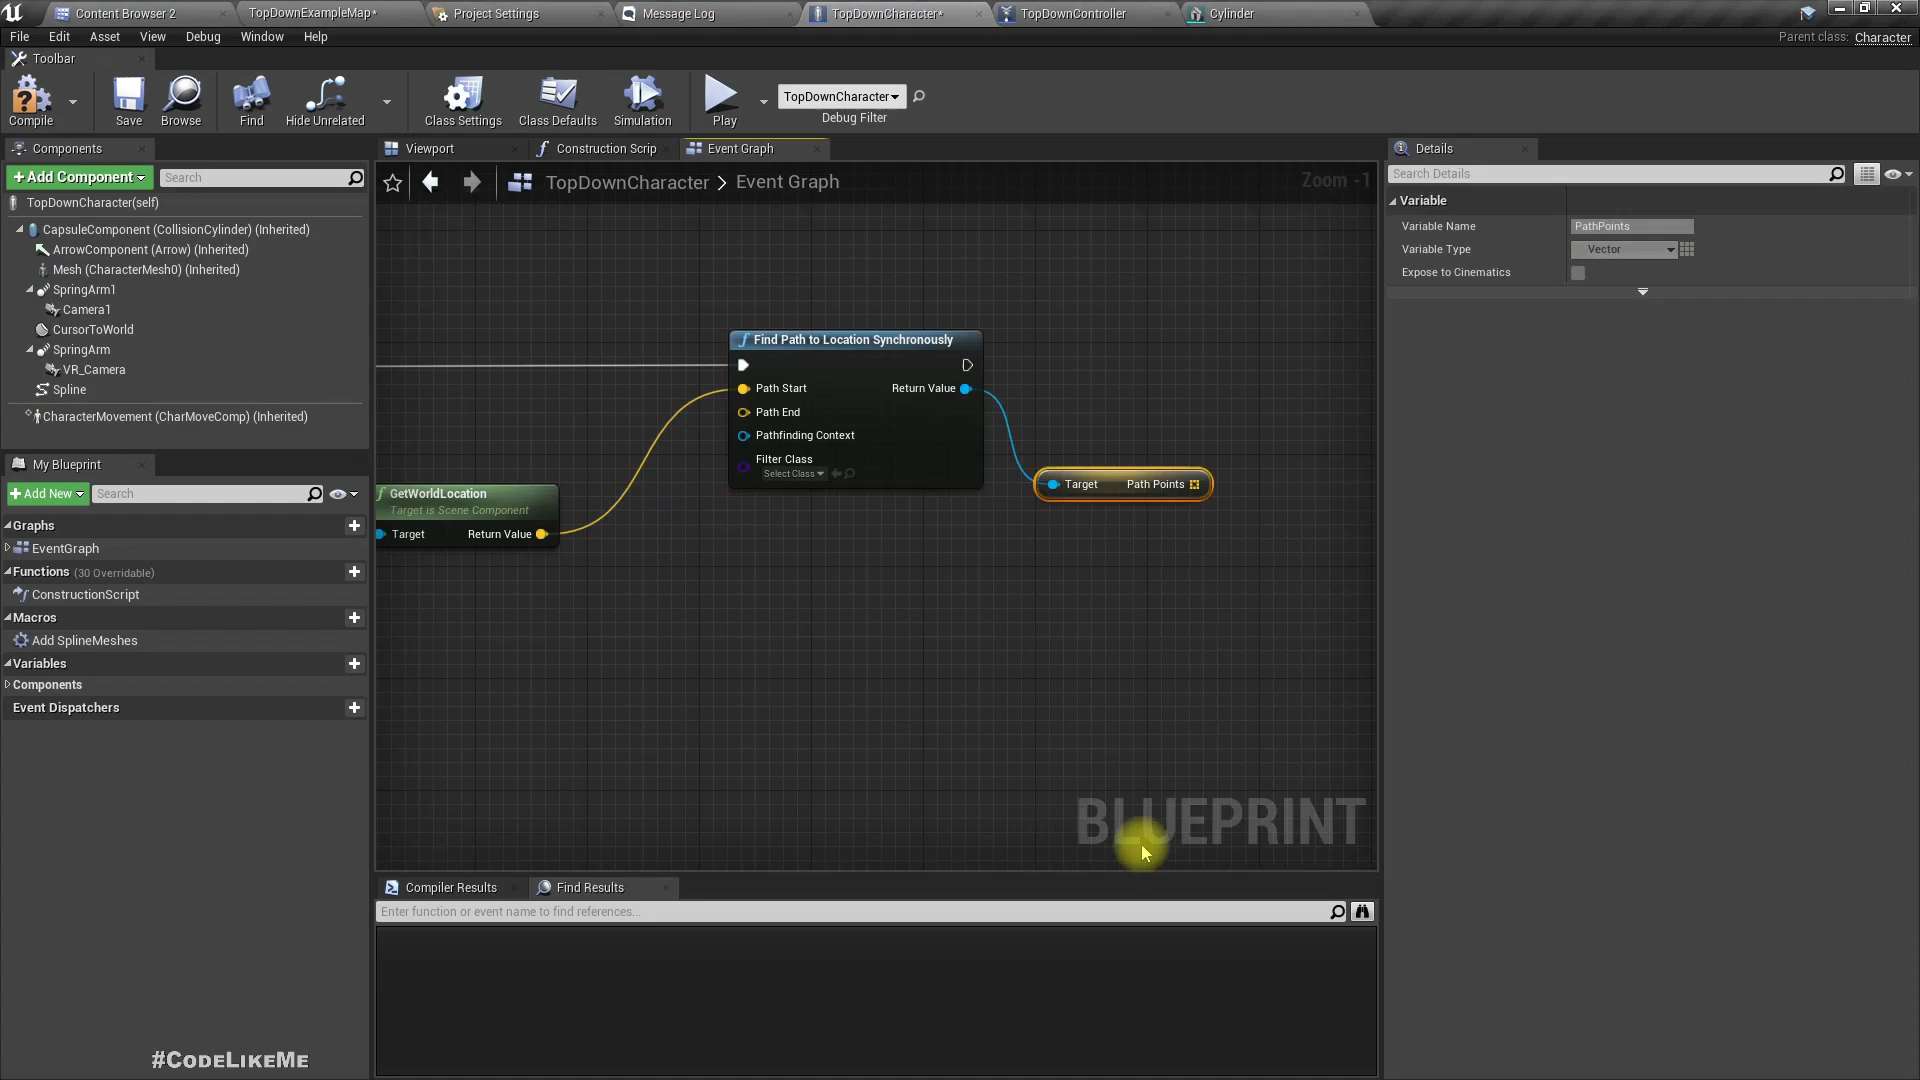 Content Browser 2
TopDownExampleMap*
Project Settings
Message Log
TopDownCharacter*
TopDownController
Cylinder
File Edit Asset View Debug Window Help
Parent class: Character
Toolbar
Compile
Save
Browse
Find
Hide Unrelated
Class Settings
Class Defaults
Simulation
Play
TopDownCharacter
Debug Filter
Components
Add Component
Search
TopDownCharacter(self)
CapsuleComponent (CollisionCylinder) (Inherited)
ArrowComponent (Arrow) (Inherited)
Mesh (CharacterMesh0) (Inherited)
SpringArm1
Camera1
CursorToWorld
SpringArm
VR_Camera
Spline
CharacterMovement (CharMoveComp) (Inherited)
My Blueprint
Add New
Search
Graphs
EventGraph
Functions (30 Overridable)
ConstructionScript
Macros
Add SplineMeshes
Variables
Components
Event Dispatchers
#CodeLikeMe
Viewport
Construction Scrip
Event Graph
TopDownCharacter > Event Graph
Zoom -1
Find Path to Location Synchronously
Path Start
Return Value
Path End
Pathfinding Context
Filter Class
Select Class
Target
Path Points
GetWorldLocation
Target is Scene Component
Target
Return Value
BLUEPRINT
Compiler Results
Find Results
Enter function or event name to find references...
Details
Search Details
Variable
Variable Name
PathPoints
Variable Type
Vector
Expose to Cinematics